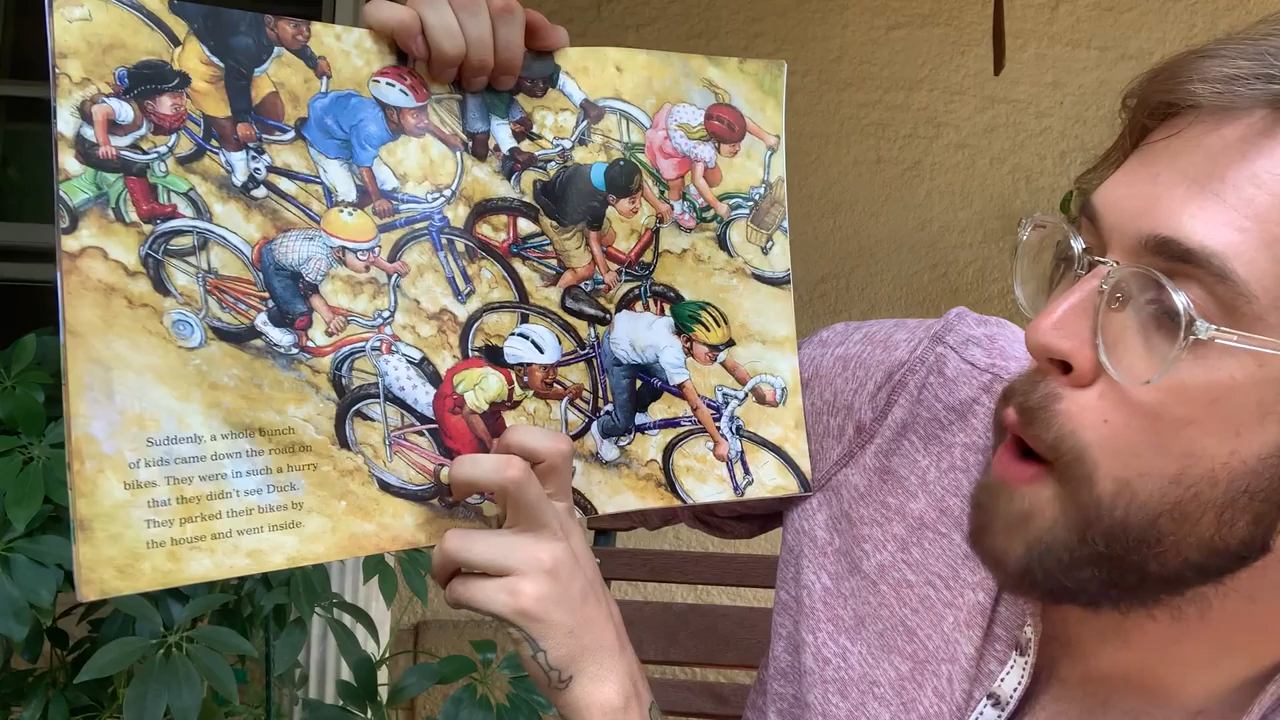 Suddenly, a whole bunch
of kids came down the road on
bikes. They were in such a hurry
that they didn't see Duck.
They parked their bikes by
the house and went inside.